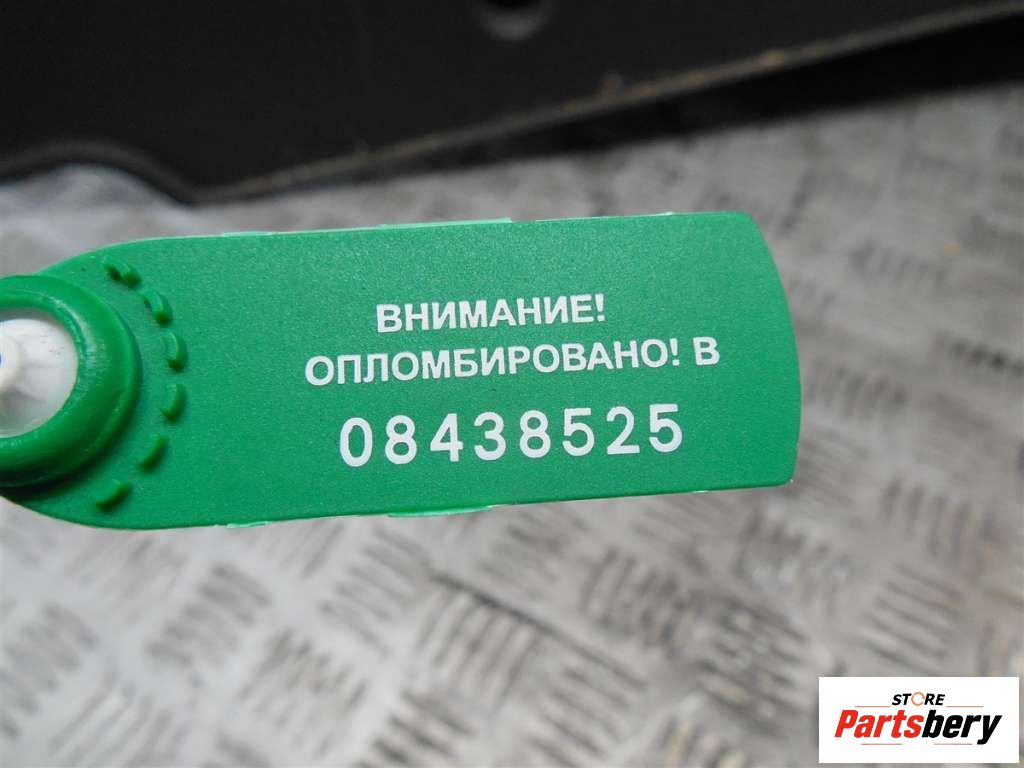 ВНИМАНИЕ!
ОПЛОМБИРОВАНО! В
08438525
STORE
Partsbery